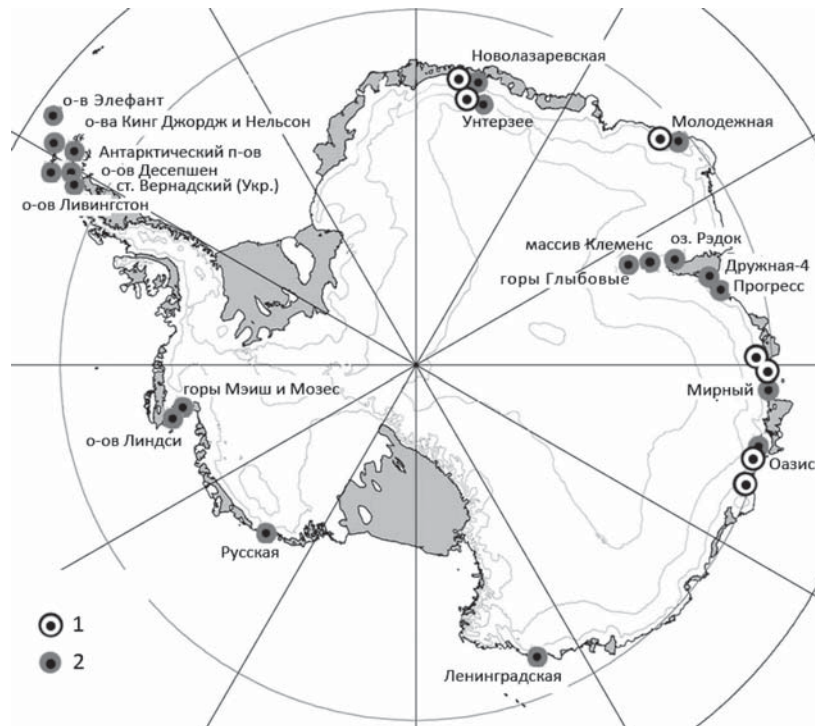 Новолазаревская
о-в Элефант
о-ва Кинг Джордж и Нельсон
Унтерзее
Молодежная
Антарктический п-ов
о-ов Десепшен
ст. Вернадский (Укр.)
о-ов Ливингстон
массив Клеменс
оз. Рэдок
горы Глыбовые
Дружная-4
Прогресс
горы Мэиш и Мозес
Мирный
о-ов Линдси
Оазис
Русская
1
2
Ленинградская